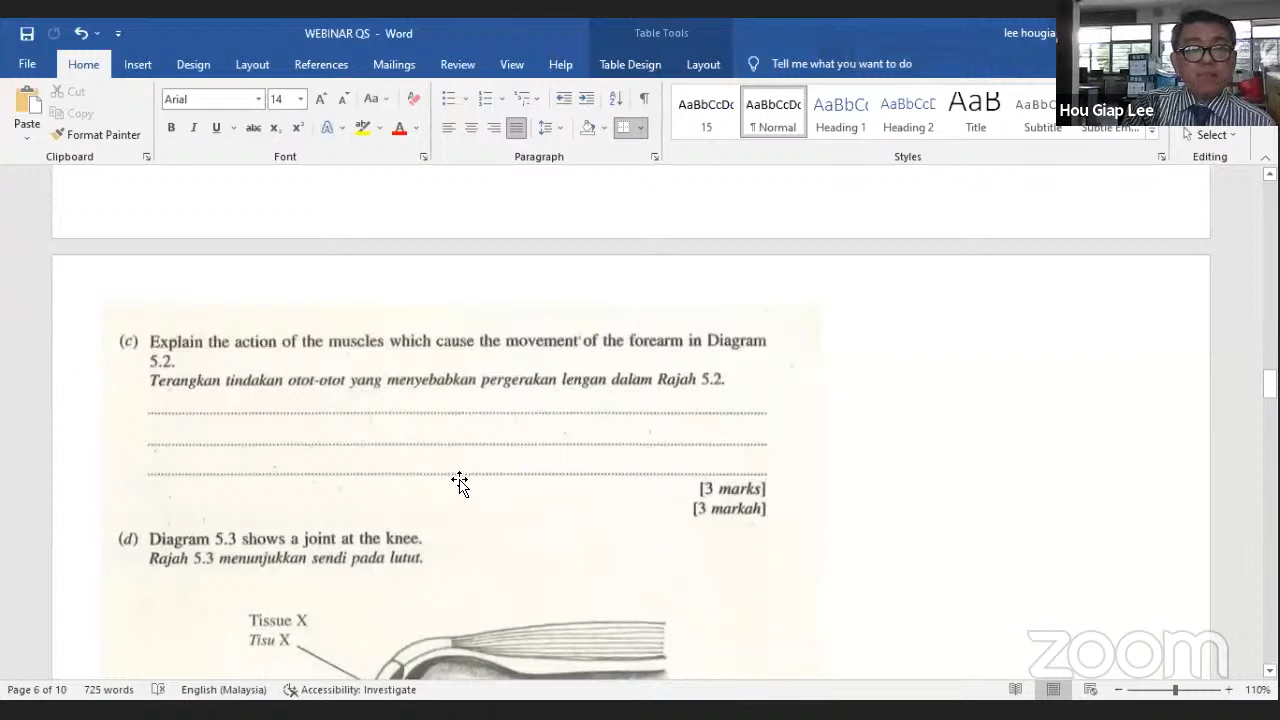 WEBINAR QS - Word
Table Tools
lee hougia
File Home Insert Design Layout References Mailings Review View Help Table Design Layout Tell me what you want to do
Hou Giap Lee
Paste
Cut
Copy
Format Painter
Arial 14
AaBbCcDc AaBbCcDc AaBbC AaBbCcD AaB AaBbCc
15 ¶ Normal Heading 1 Heading 2 Title Subtitle Subtle Em...
Select
Clipboard Font Paragraph Styles Editing
(c) Explain the action of the muscles which cause the movement of the forearm in Diagram
5.2.
Terangkan tindakan otot-otot yang menyebabkan pergerakan lengan dalam Rajah 5.2.
[3 marks]
[3 markah]
(d) Diagram 5.3 shows a joint at the knee.
Rajah 5.3 menunjukkan sendi pada lutut.
Tissue X
Tisu X
zoom
Page 6 of 10 725 words English (Malaysia) Accessibility: Investigate 110%